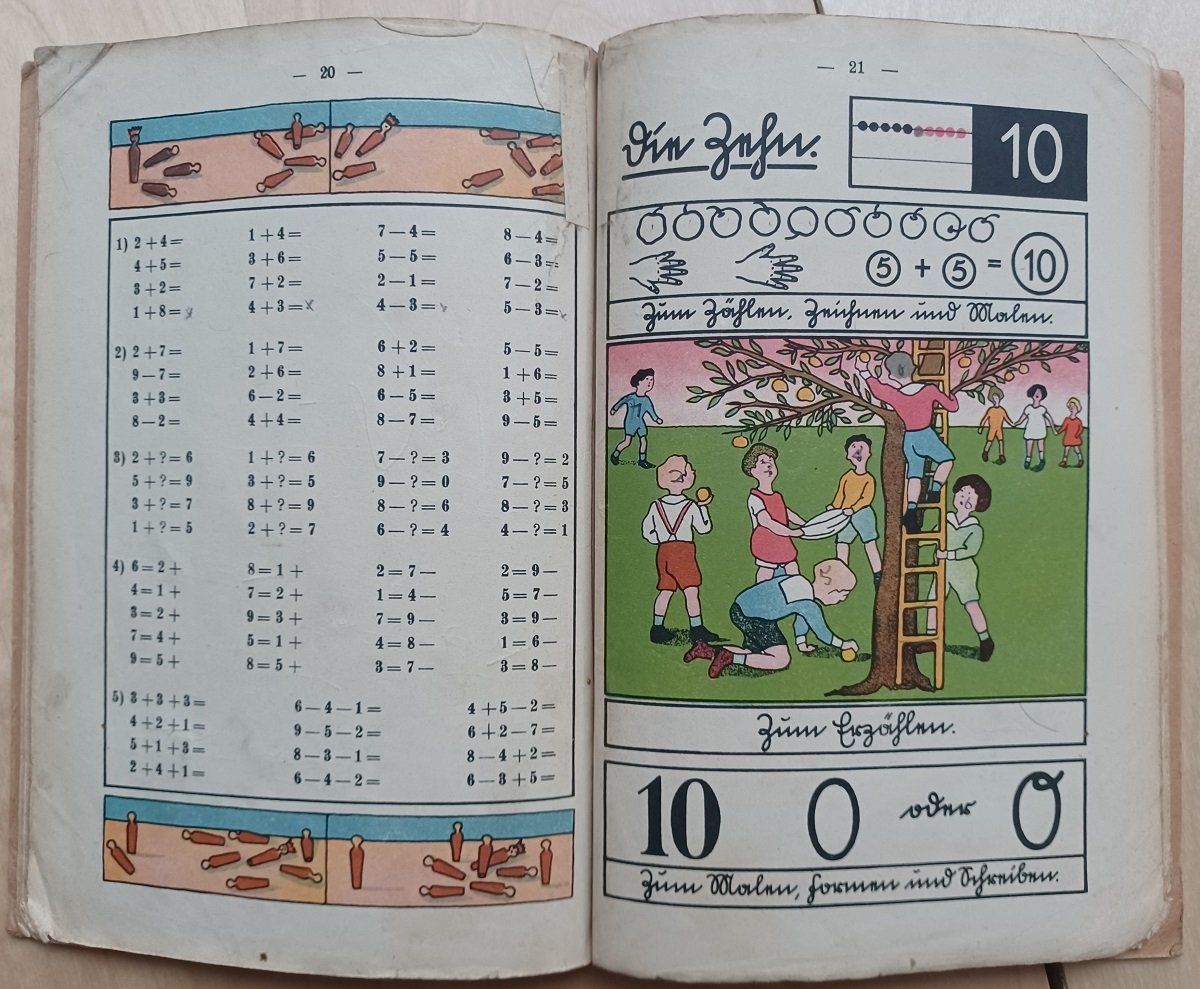 — 20 —
1) 2 + 4 = 1 + 4 = 7 — 4 = 8 — 4 =
4 + 5 = 3 + 6 = 5 — 5 = 6 — 3 =
3 + 2 = 7 + 2 = 2 — 1 = 7 — 2 =
1 + 8 = 4 + 3 = 4 — 3 = 5 — 3 =
2) 2 + 7 = 1 + 7 = 6 + 2 = 5 — 5 =
9 — 7 = 2 + 6 = 8 + 1 = 1 + 6 =
3 + 3 = 6 — 2 = 6 — 5 = 3 + 5 =
8 — 2 = 4 + 4 = 8 — 7 = 9 — 5 =
3) 2 + ? = 6 1 + ? = 6 7 — ? = 3 9 — ? = 2
5 + ? = 9 3 + ? = 5 9 — ? = 0 7 — ? = 5
3 + ? = 7 8 + ? = 9 8 — ? = 6 8 — ? = 3
1 + ? = 5 2 + ? = 7 6 — ? = 4 4 — ? = 1
4) 6 = 2 + 8 = 1 + 2 = 7 — 2 = 9 —
4 = 1 + 7 = 2 + 1 = 4 — 5 = 7 —
3 = 2 + 9 = 3 + 7 = 9 — 3 = 9 —
7 = 4 + 5 = 1 + 4 = 8 — 1 = 6 —
9 = 5 + 8 = 5 + 3 = 7 — 3 = 8 —
5) 3 + 3 + 3 = 6 — 4 — 1 = 4 + 5 — 2 =
4 + 2 + 1 = 9 — 5 — 2 = 6 + 2 — 7 =
5 + 1 + 3 = 8 — 3 — 1 = 8 — 4 + 2 =
2 + 4 + 1 = 6 — 4 — 2 = 6 — 3 + 5 =
— 21 —
Die Zehn. 10
5 + 5 = 10
Zum Zählen, Zeichnen und Malen.
Zum Erzählen.
10 0 oder 0
Zum Malen, Formen und Schreiben.